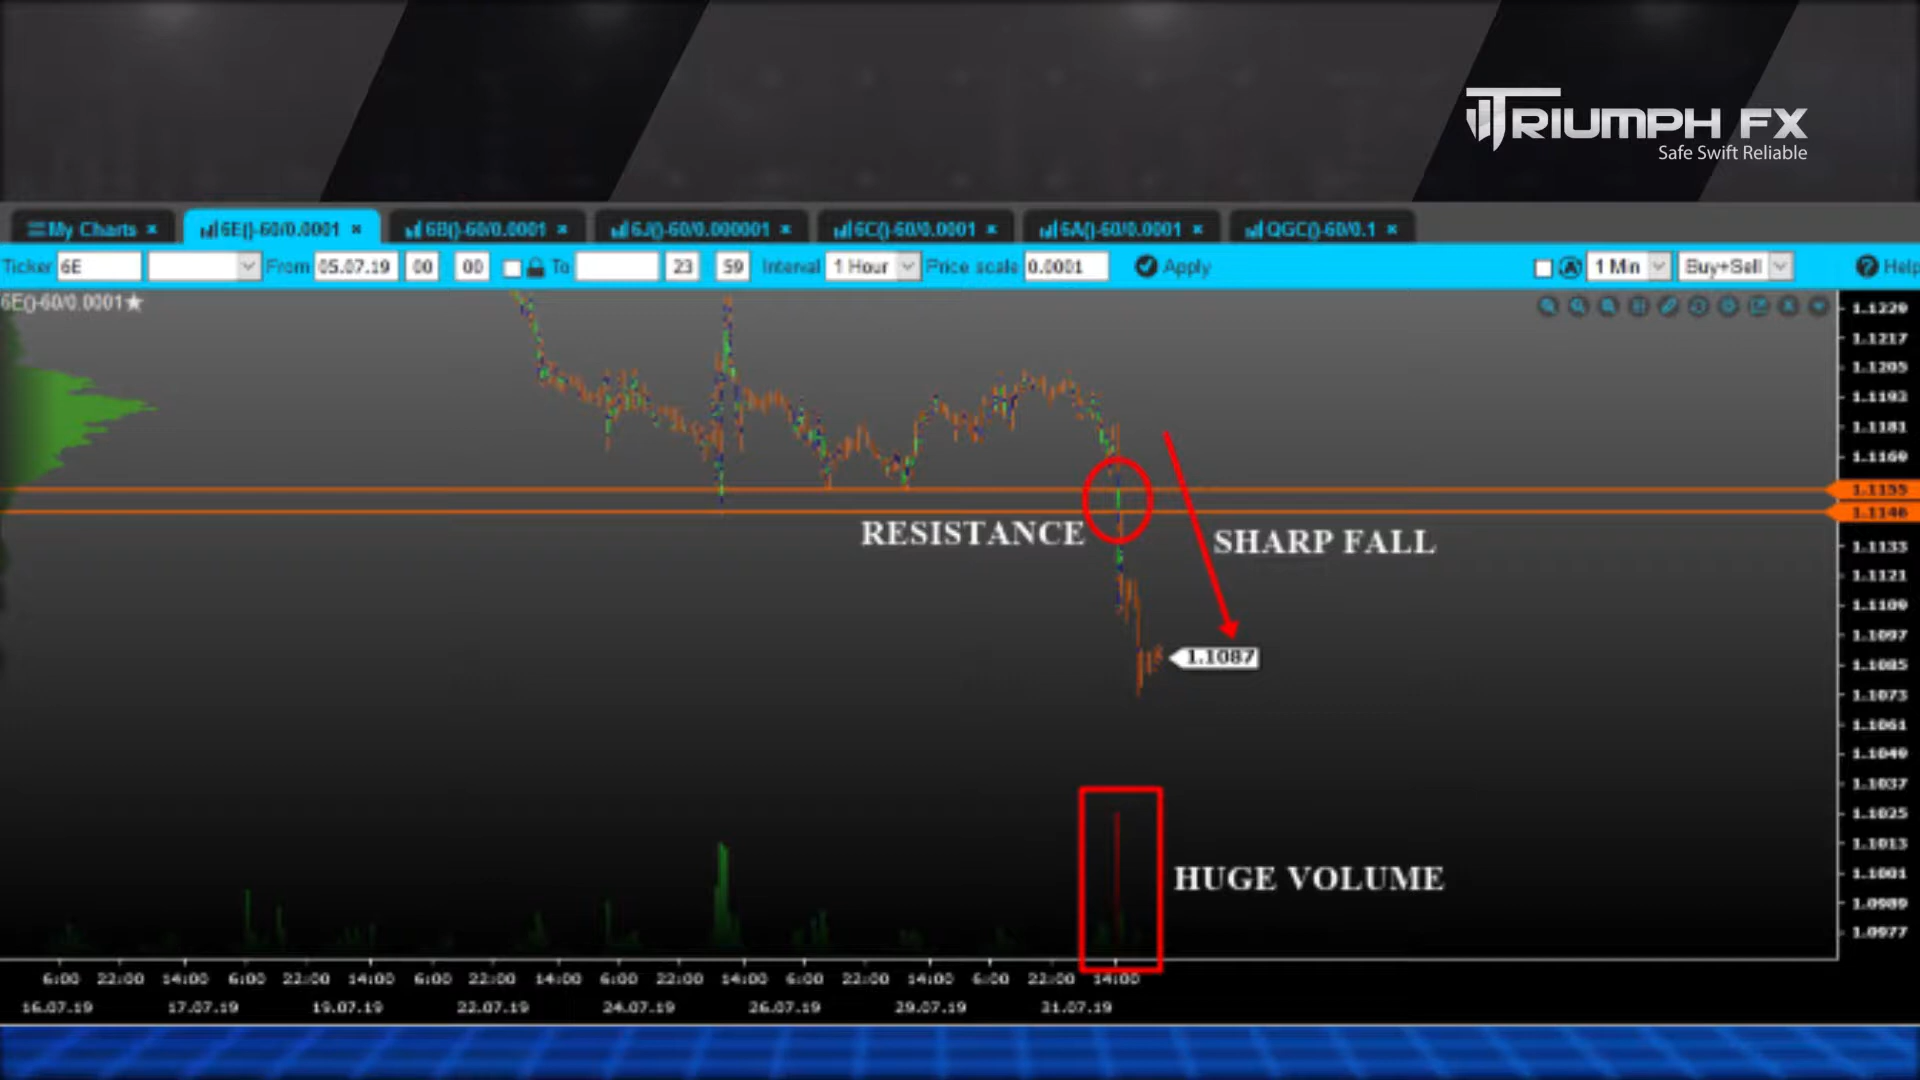 TRIUMPH FX
Safe Swift Reliable
My Charts × 6E()-60/0.0001 × 6B()-60/0.0001 × 6J()-60/0.000001 × 6C()-60/0.0001 × 6A()-60/0.0001 × QGC()-60/0.1 ×
Ticker 6E From 05.07.19 00 00 To 23 59 Interval 1 Hour Price scale 0.0001 Apply 1 Min Buy+Sell Help
6E()-60/0.0001★
1.1229
1.1217
1.1205
1.1193
1.1181
1.1169
1.1155
1.1146
RESISTANCE
SHARP FALL
1.1133
1.1121
1.1109
1.1097
1.1087
1.1085
1.1073
1.1061
1.1049
1.1037
1.1025
1.1013
HUGE VOLUME
1.1001
1.0989
1.0977
6:00 22:00 14:00 6:00 22:00 14:00 6:00 22:00 14:00 6:00 22:00 14:00 6:00 22:00 14:00 6:00 22:00 14:00
16.07.19 17.07.19 19.07.19 22.07.19 24.07.19 26.07.19 29.07.19 31.07.19